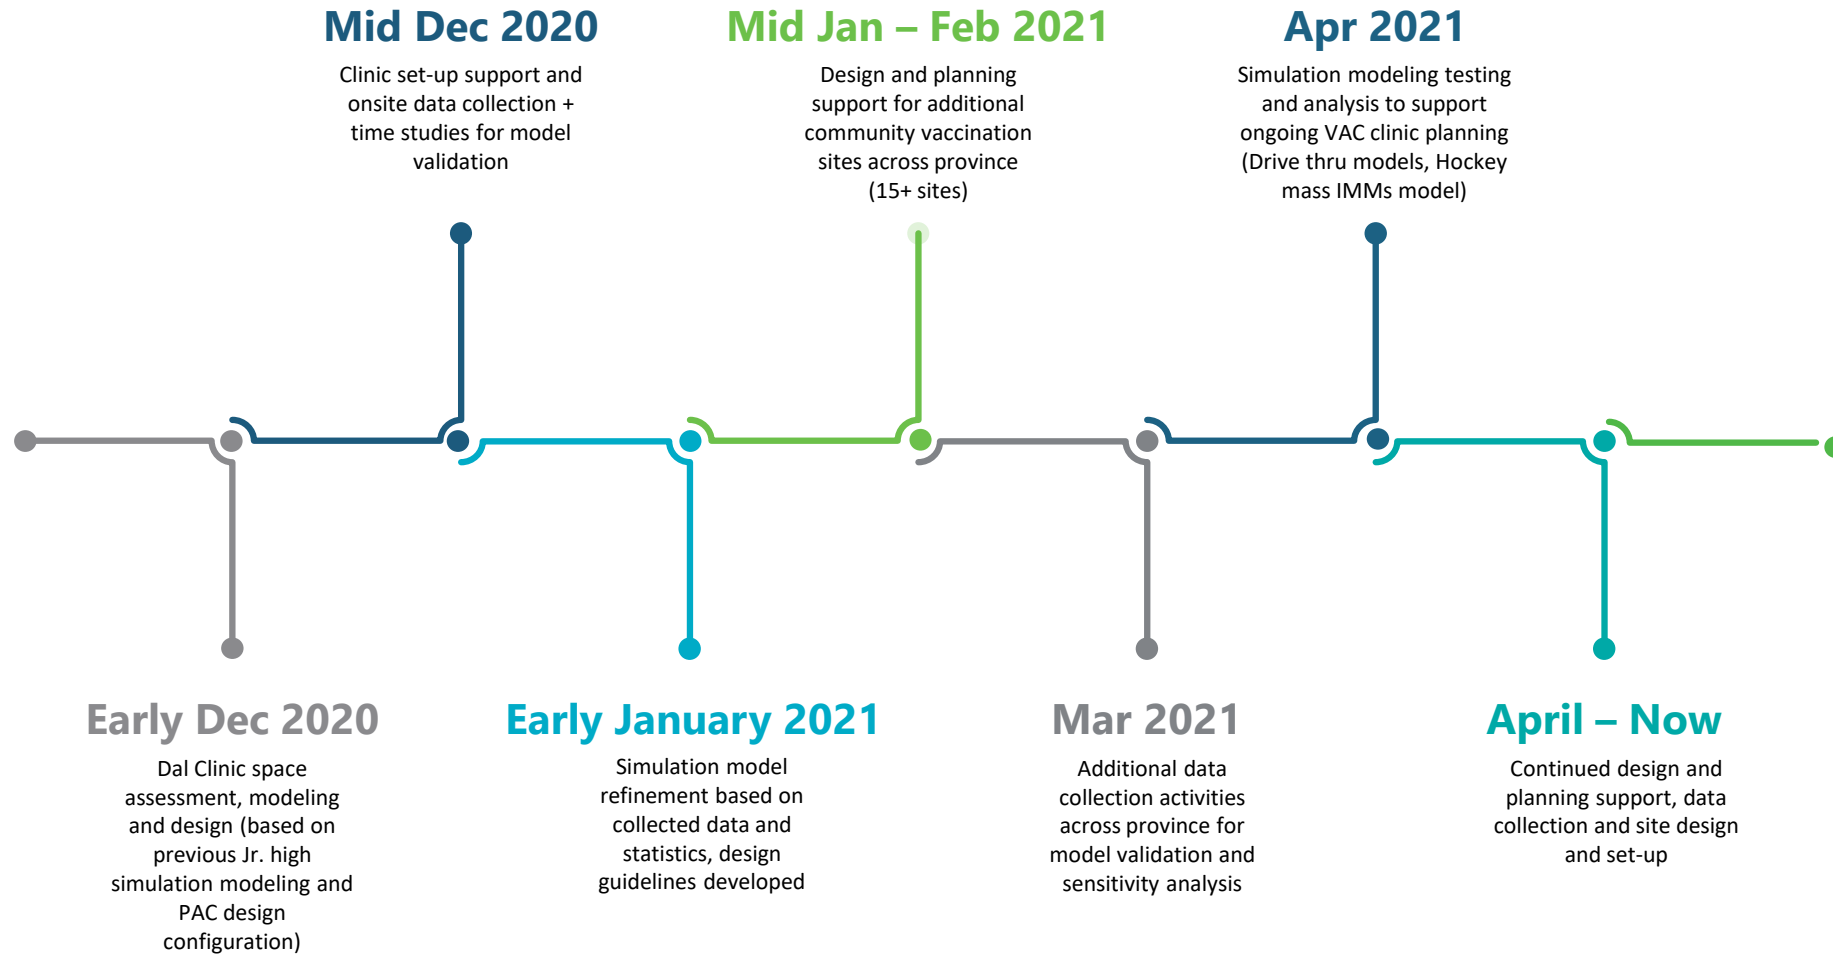 Mid Dec 2020
Clinic set-up support and
onsite data collection +
time studies for model
validation
Mid Jan – Feb 2021
Design and planning
support for additional
community vaccination
sites across province
(15+ sites)
Apr 2021
Simulation modeling testing
and analysis to support
ongoing VAC clinic planning
(Drive thru models, Hockey
mass IMMs model)
Early Dec 2020
Dal Clinic space
assessment, modeling
and design (based on
previous Jr. high
simulation modeling and
PAC design
configuration)
Early January 2021
Simulation model
refinement based on
collected data and
statistics, design
guidelines developed
Mar 2021
Additional data
collection activities
across province for
model validation and
sensitivity analysis
April – Now
Continued design and
planning support, data
collection and site design
and set-up